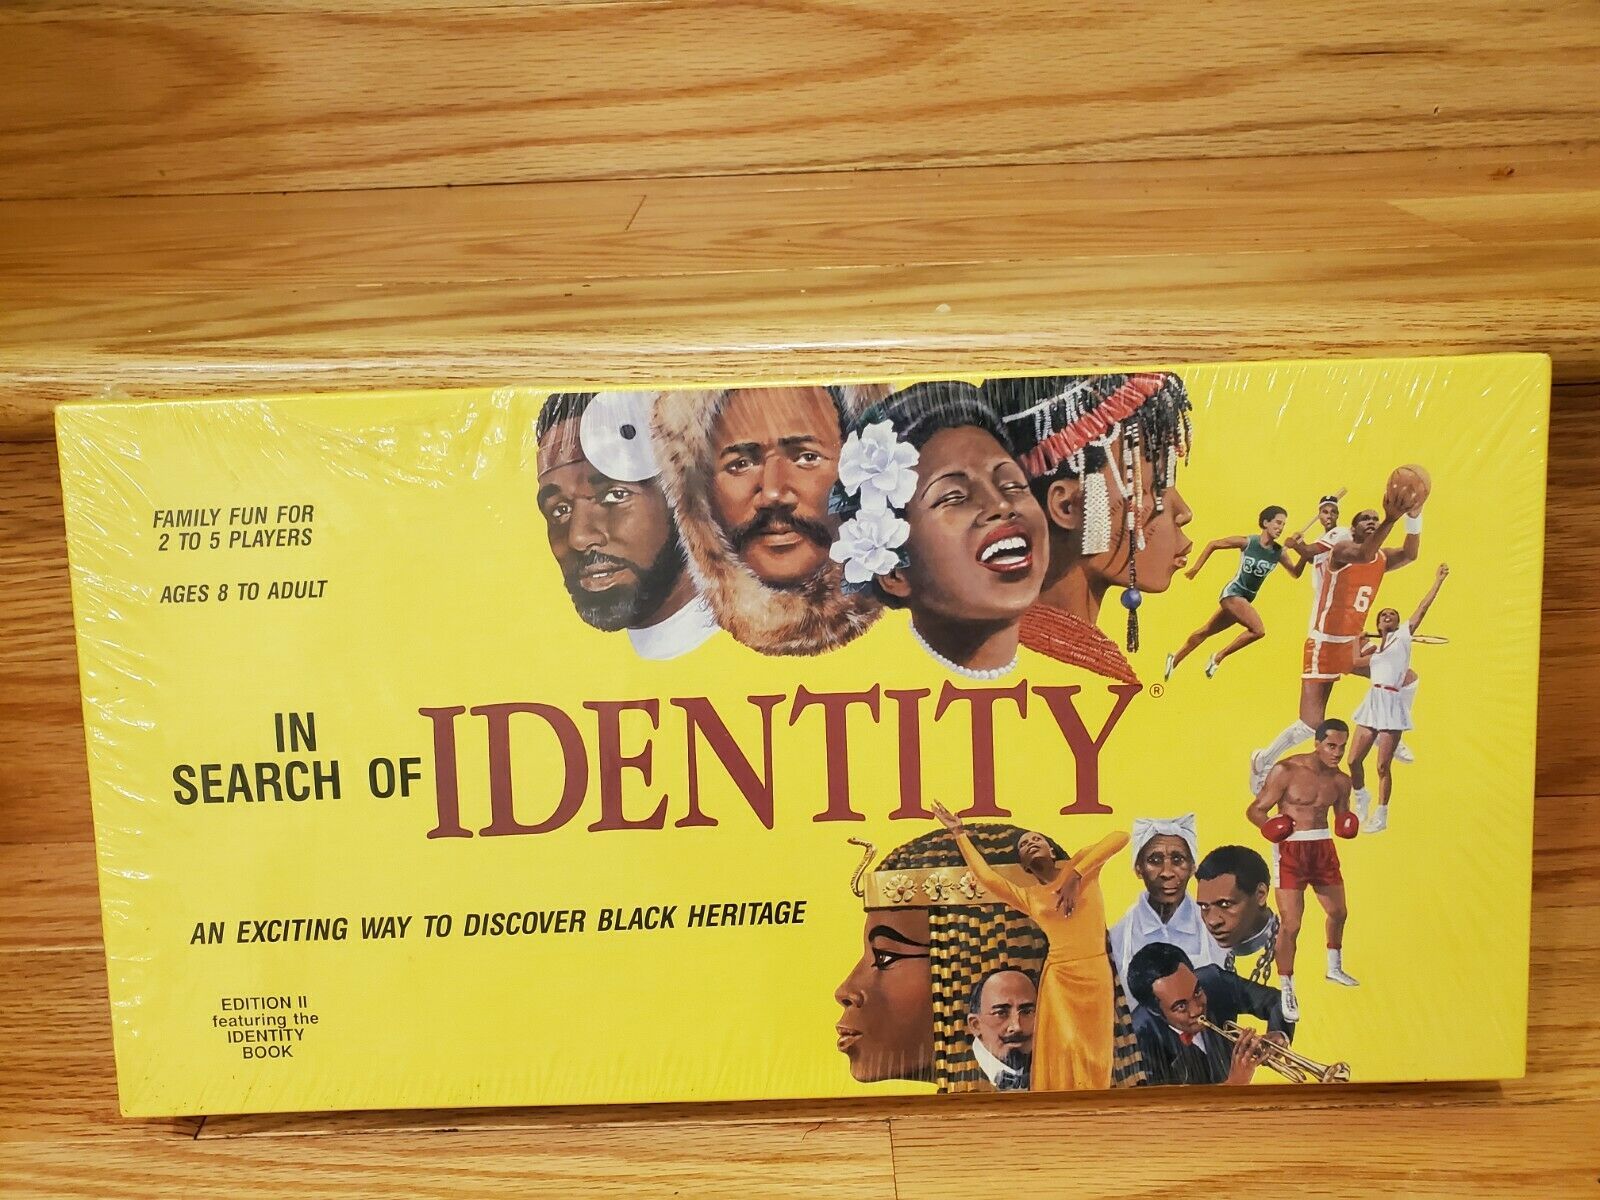 FAMILY FUN FOR
2 TO 5 PLAYERS
AGES 8 TO ADULT
IN
SEARCH OF IDENTITY®
AN EXCITING WAY TO DISCOVER BLACK HERITAGE
EDITION II
featuring the
IDENTITY
BOOK
6